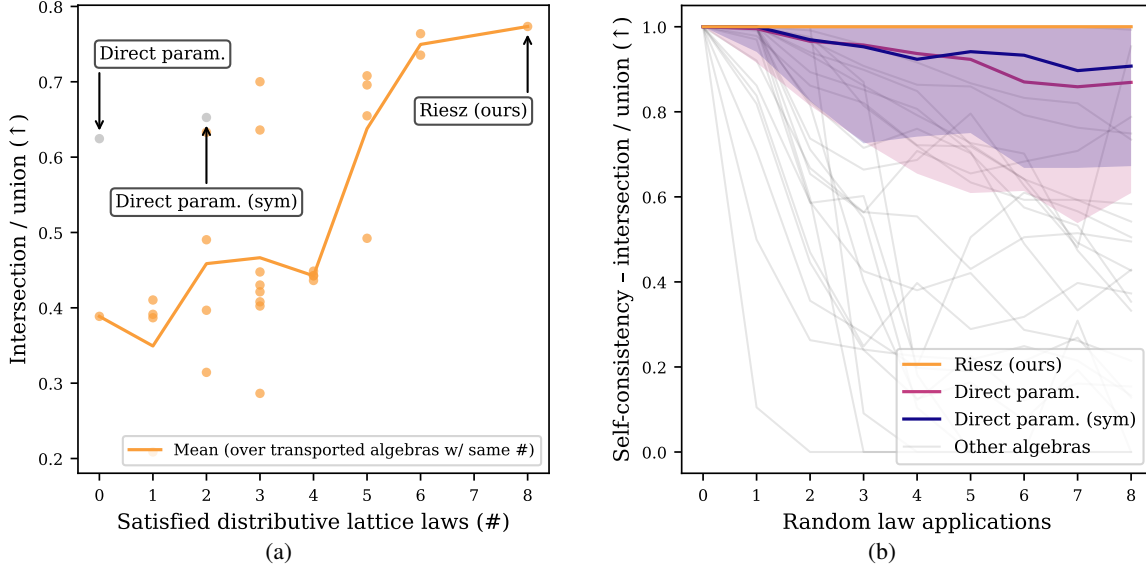 0.8
0.7
0.6
0.5
0.4
0.3
0.2
Intersection / union (↑)
Direct param.
Riesz (ours)
Direct param. (sym)
Mean (over transported algebras w/ same #)
0 1 2 3 4 5 6 7 8
Satisfied distributive lattice laws (#)
(a)
1.0
0.8
0.6
0.4
0.2
0.0
Self-consistency – intersection / union (↑)
Riesz (ours)
Direct param.
Direct param. (sym)
Other algebras
0 1 2 3 4 5 6 7 8
Random law applications
(b)